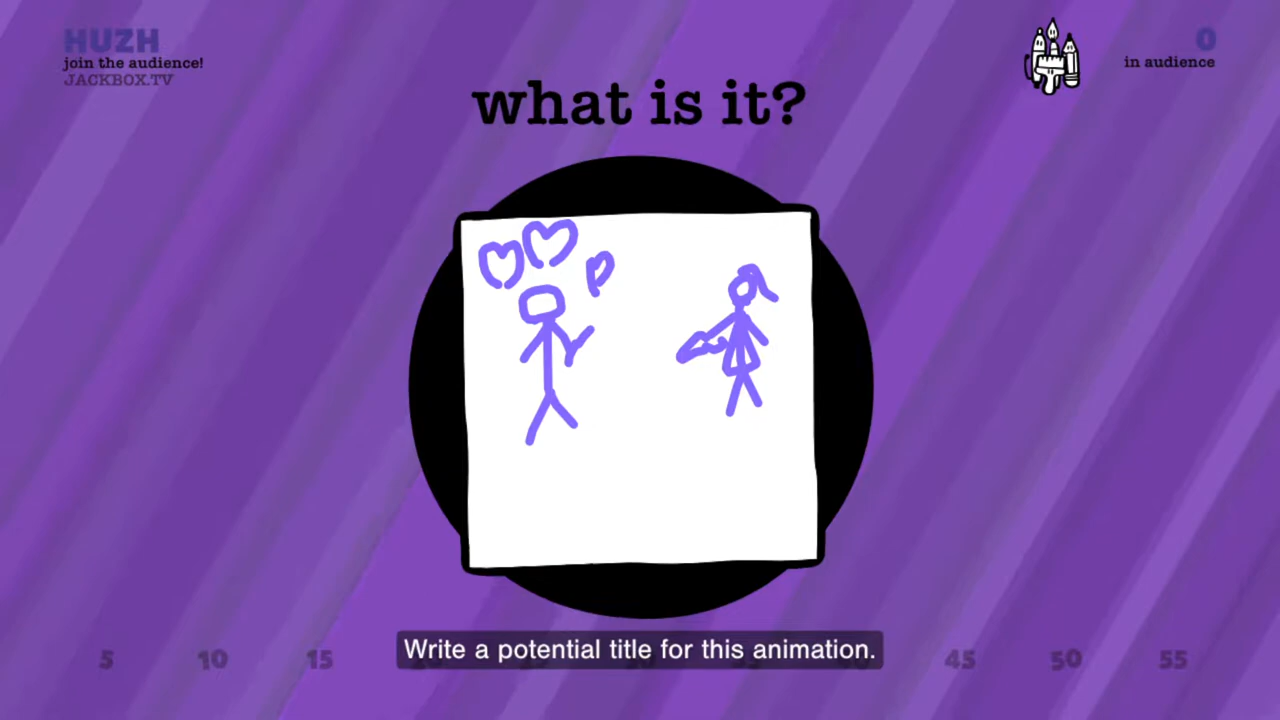 HUZH
join the audience!
JACKBOX.TV
0
in audience
what is it?
Write a potential title for this animation.
5 10 15 45 50 55